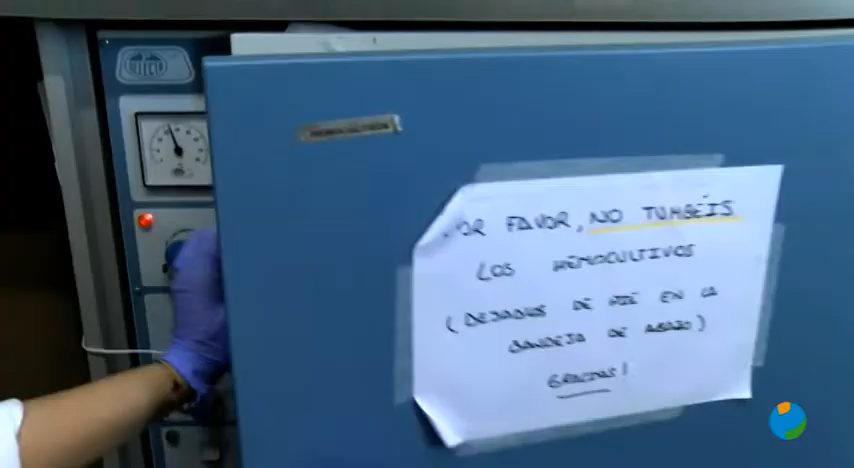 POR FAVOR, NO TUMBÉIS
LOS HEMOCULTIVOS
(DEJADLOS DE PIE EN LA
BANDEJA DE ABAJO)
GRACIAS!